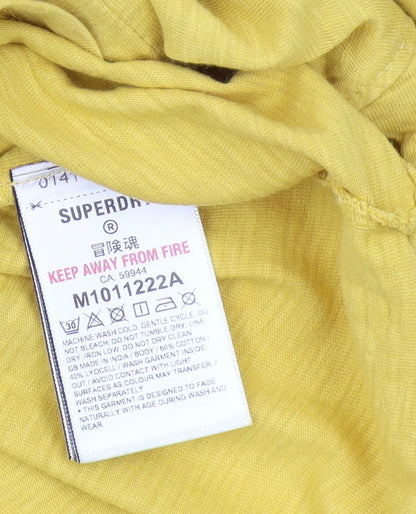 014
SUPERDRY
®
冒険魂
KEEP AWAY FROM FIRE
CA: 59944
M1011222A
30
MACHINE WASH COLD, GENTLE CYCLE, DO
NOT BLEACH, DO NOT TUMBLE DRY, LINE
DRY, IRON LOW, DO NOT DRY CLEAN
GB MADE IN INDIA / BODY / 60% COTTON /
40% LYOCELL / WASH GARMENT INSIDE
OUT / AVOID CONTACT WITH LIGHT
SURFACES AS COLOUR MAY TRANSFER /
* THIS GARMENT IS DESIGNED TO FADE
NATURALLY WITH AGE DURING WASH AND
WEAR